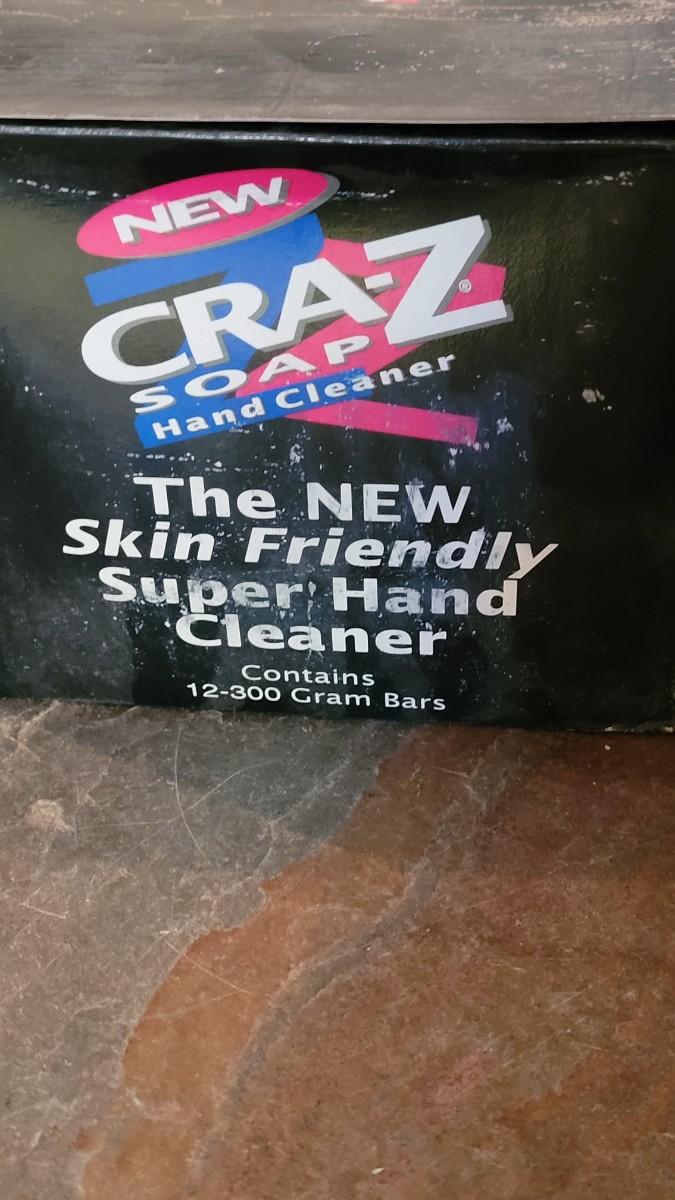 NEW
CRA-Z®
SOAP
Hand Cleaner
The NEW
Skin Friendly
Super Hand
Cleaner
Contains
12-300 Gram Bars